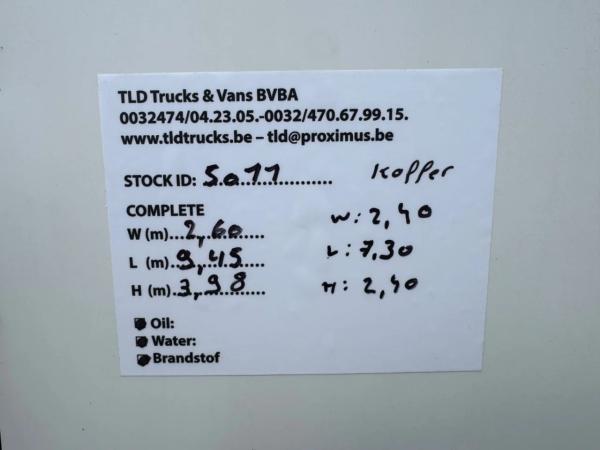 TLD Trucks & Vans BVBA
0032474/04.23.05.-0032/470.67.99.15.
www.tldtrucks.be – tld@proximus.be
STOCK ID: 5011 Koffer
COMPLETE W: 2,40
W (m) 2,60
L (m) 9,45 L: 7,30
H (m) 3,98 H: 2,40
Oil:
Water:
Brandstof